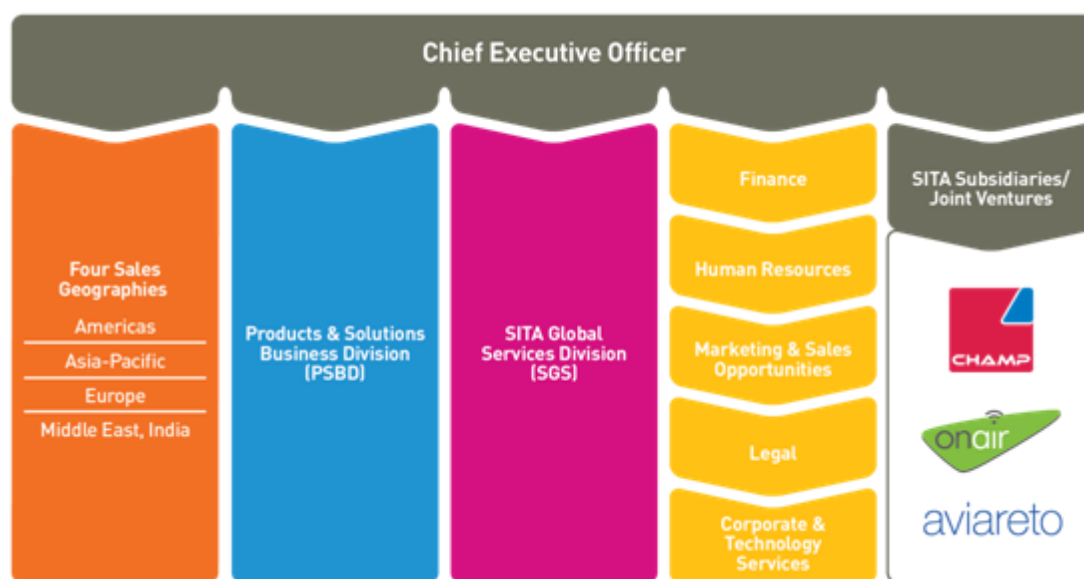 Chief Executive Officer
Four Sales
Geographies
Americas
Asia-Pacific
Europe
Middle East, India
Products & Solutions
Business Division
(PSBD)
SITA Global
Services Division
(SGS)
Finance
Human Resources
Marketing & Sales
Opportunities
Legal
Corporate &
Technology
Services
SITA Subsidiaries/
Joint Ventures
CHAMP
onair
aviareto